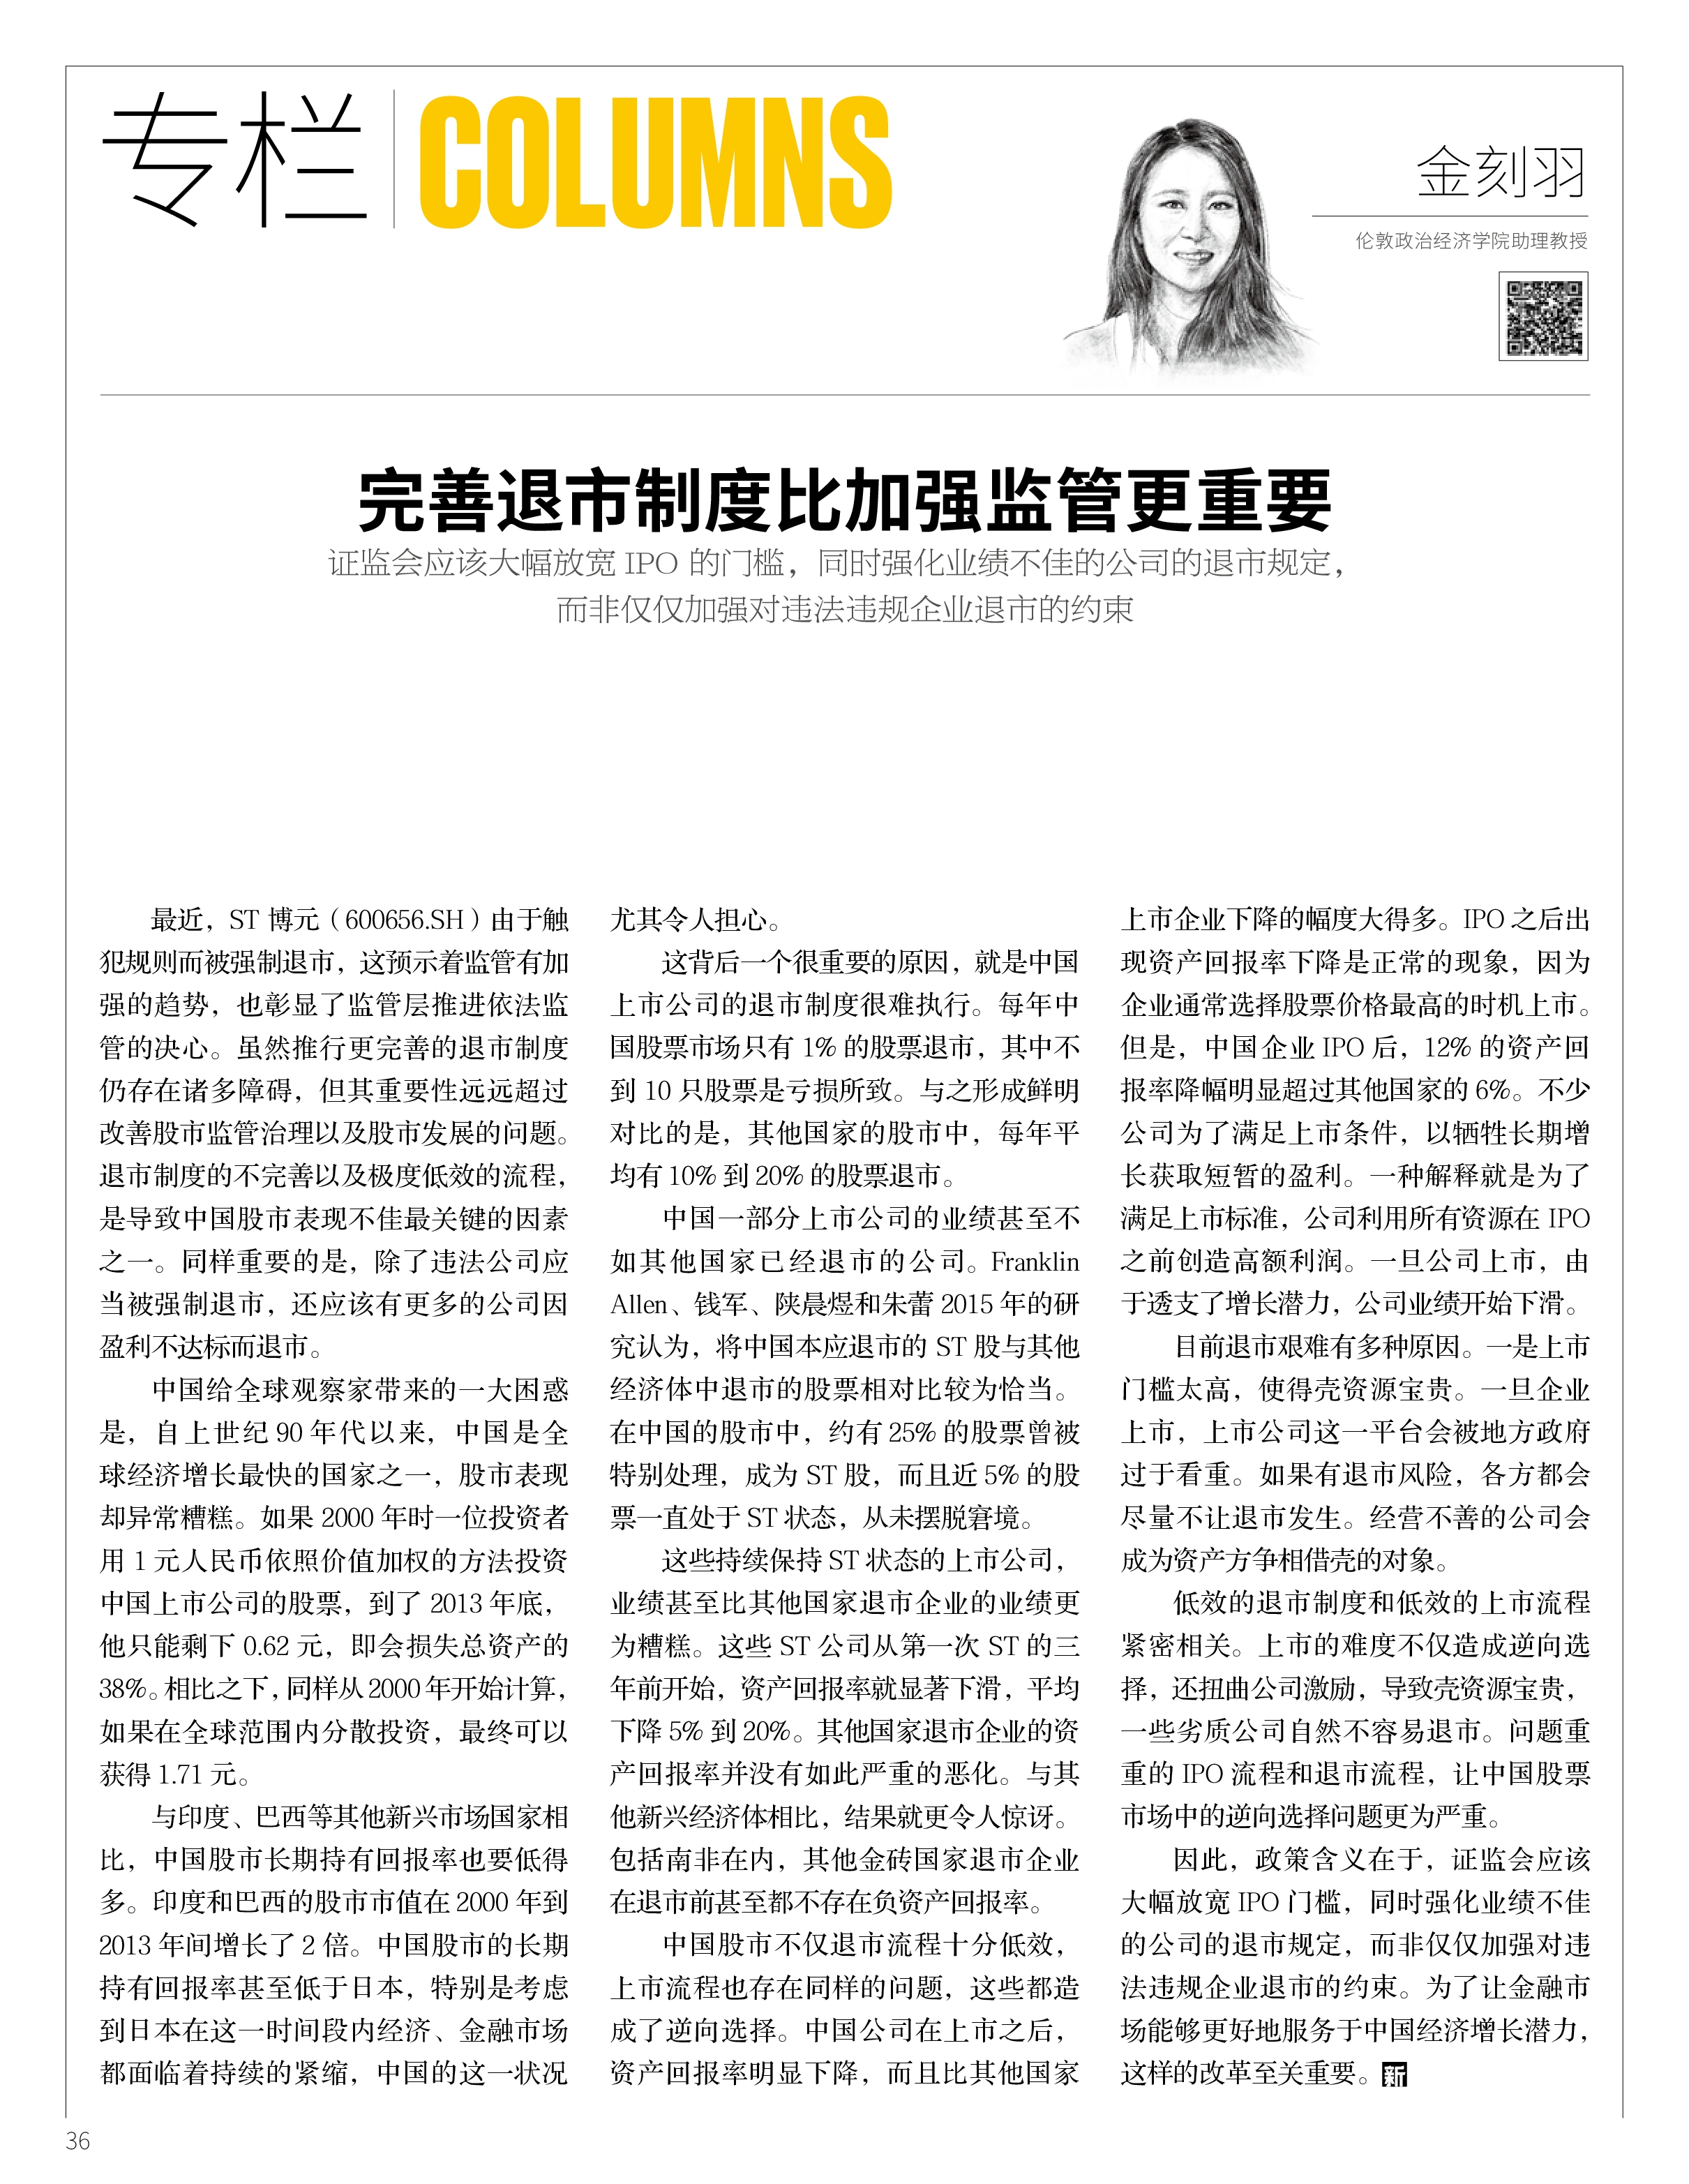 专栏
COLUMNS
金刻羽
伦敦政治经济学院助理教授
完善退市制度比加强监管更重要
证监会应该大幅放宽 IPO 的门槛，同时强化业绩不佳的公司的退市规定，
而非仅仅加强对违法违规企业退市的约束
最近，ST 博元（600656.SH）由于触
犯规则而被强制退市，这预示着监管有加
强的趋势，也彰显了监管层推进依法监
管的决心。虽然推行更完善的退市制度
仍存在诸多障碍，但其重要性远远超过
改善股市监管治理以及股市发展的问题。
退市制度的不完善以及极度低效的流程，
是导致中国股市表现不佳最关键的因素
之一。同样重要的是，除了违法公司应
当被强制退市，还应该有更多的公司因
盈利不达标而退市。
中国给全球观察家带来的一大困惑
是，自上世纪 90 年代以来，中国是全
球经济增长最快的国家之一，股市表现
却异常糟糕。如果 2000 年时一位投资者
用 1 元人民币依照价值加权的方法投资
中国上市公司的股票，到了 2013 年底，
他只能剩下 0.62 元，即会损失总资产的
38%。相比之下，同样从 2000 年开始计算，
如果在全球范围内分散投资，最终可以
获得 1.71 元。
与印度、巴西等其他新兴市场国家相
比，中国股市长期持有回报率也要低得
多。印度和巴西的股市市值在 2000 年到
2013 年间增长了 2 倍。中国股市的长期
持有回报率甚至低于日本，特别是考虑
到日本在这一时间段内经济、金融市场
都面临着持续的紧缩，中国的这一状况
尤其令人担心。
这背后一个很重要的原因，就是中国
上市公司的退市制度很难执行。每年中
国股票市场只有 1% 的股票退市，其中不
到 10 只股票是亏损所致。与之形成鲜明
对比的是，其他国家的股市中，每年平
均有 10% 到 20% 的股票退市。
中国一部分上市公司的业绩甚至不
如其他国家已经退市的公司。Franklin
Allen、钱军、陕晨煜和朱蕾 2015 年的研
究认为，将中国本应退市的 ST 股与其他
经济体中退市的股票相对比较为恰当。
在中国的股市中，约有 25% 的股票曾被
特别处理，成为 ST 股，而且近 5% 的股
票一直处于 ST 状态，从未摆脱窘境。
这些持续保持 ST 状态的上市公司，
业绩甚至比其他国家退市企业的业绩更
为糟糕。这些 ST 公司从第一次 ST 的三
年前开始，资产回报率就显著下滑，平均
下降 5% 到 20%。其他国家退市企业的资
产回报率并没有如此严重的恶化。与其
他新兴经济体相比，结果就更令人惊讶。
包括南非在内，其他金砖国家退市企业
在退市前甚至都不存在负资产回报率。
中国股市不仅退市流程十分低效，
上市流程也存在同样的问题，这些都造
成了逆向选择。中国公司在上市之后，
资产回报率明显下降，而且比其他国家
上市企业下降的幅度大得多。IPO 之后出
现资产回报率下降是正常的现象，因为
企业通常选择股票价格最高的时机上市。
但是，中国企业 IPO 后，12% 的资产回
报率降幅明显超过其他国家的 6%。不少
公司为了满足上市条件，以牺牲长期增
长获取短暂的盈利。一种解释就是为了
满足上市标准，公司利用所有资源在 IPO
之前创造高额利润。一旦公司上市，由
于透支了增长潜力，公司业绩开始下滑。
目前退市艰难有多种原因。一是上市
门槛太高，使得壳资源宝贵。一旦企业
上市，上市公司这一平台会被地方政府
过于看重。如果有退市风险，各方都会
尽量不让退市发生。经营不善的公司会
成为资产方争相借壳的对象。
低效的退市制度和低效的上市流程
紧密相关。上市的难度不仅造成逆向选
择，还扭曲公司激励，导致壳资源宝贵，
一些劣质公司自然不容易退市。问题重
重的 IPO 流程和退市流程，让中国股票
市场中的逆向选择问题更为严重。
因此，政策含义在于，证监会应该
大幅放宽 IPO 门槛，同时强化业绩不佳
的公司的退市规定，而非仅仅加强对违
法违规企业退市的约束。为了让金融市
场能够更好地服务于中国经济增长潜力，
这样的改革至关重要。新
36